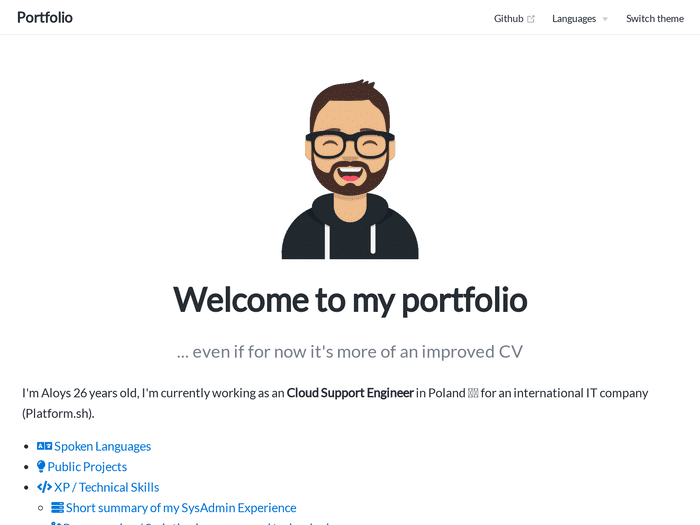 Portfolio
Github
Languages
Switch theme
Welcome to my portfolio
... even if for now it's more of an improved CV
I'm Aloys 26 years old, I'm currently working as an Cloud Support Engineer in Poland for an international IT company
(Platform.sh).
Spoken Languages
Public Projects
XP / Technical Skills
Short summary of my SysAdmin Experience